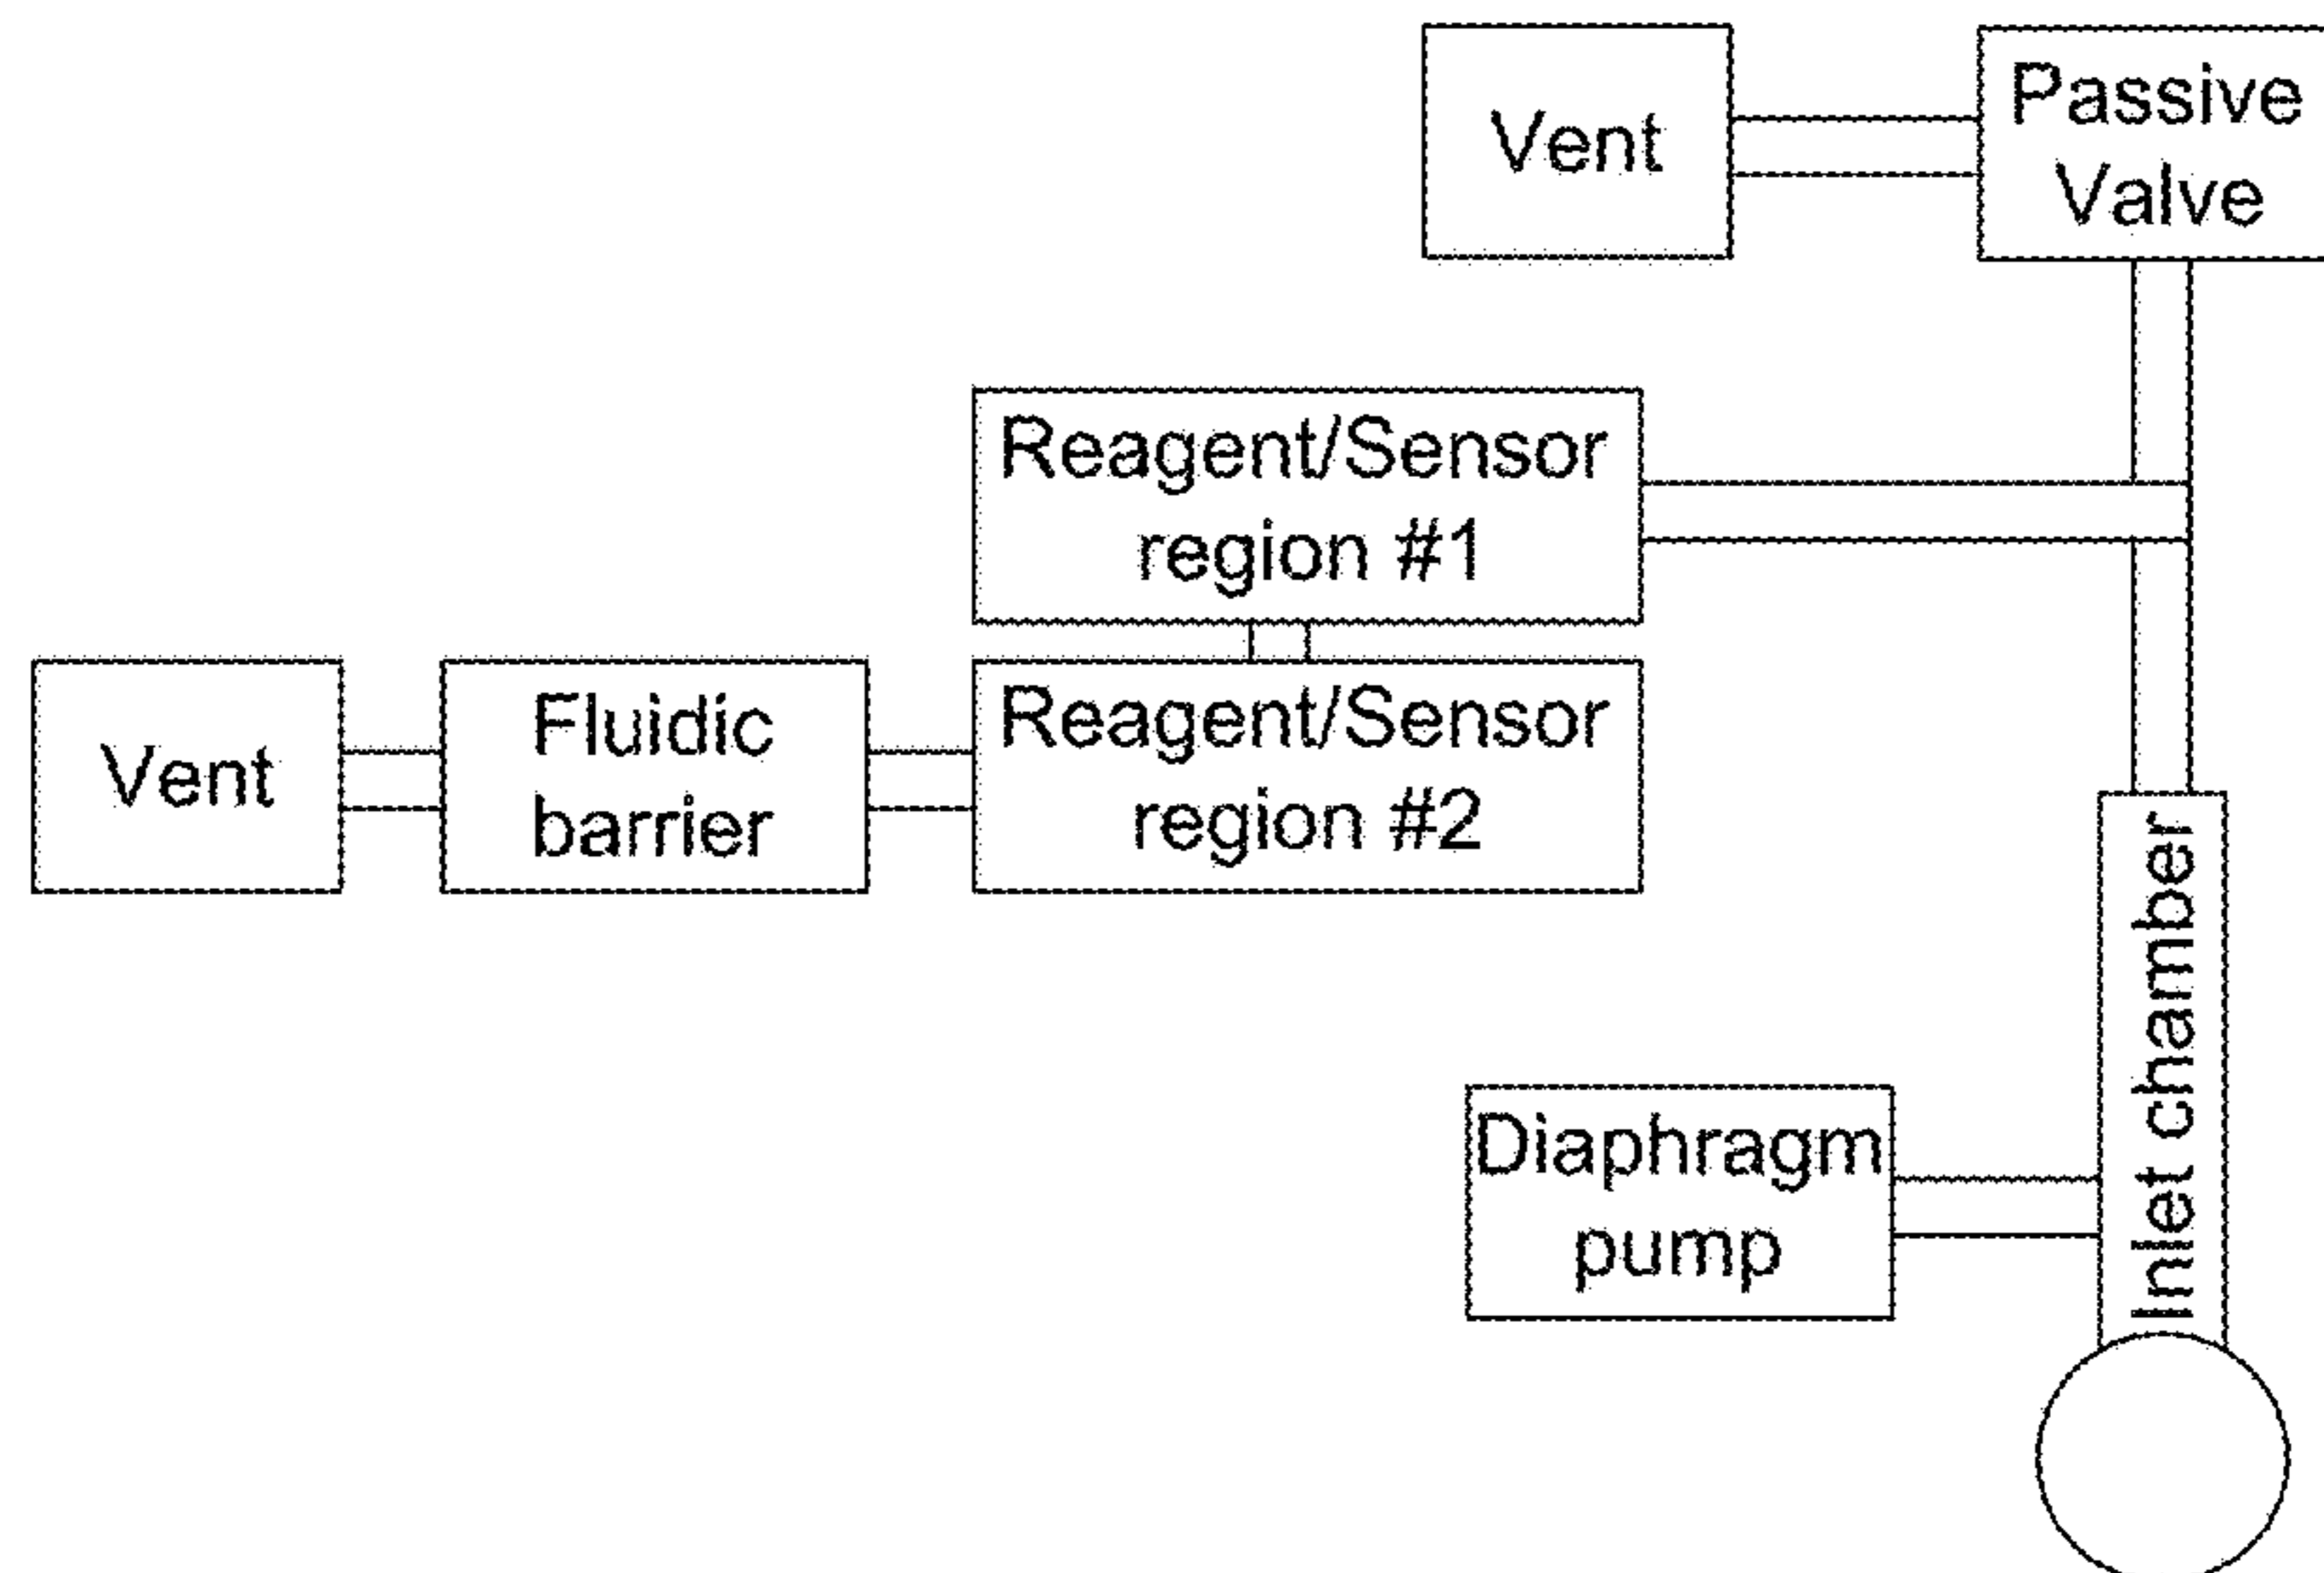 Vent
Passive
Valve
Reagent/Sensor
region #1
Vent
Fluidic
barrier
Reagent/Sensor
region #2
Inlet chamber
Diaphragm
pump